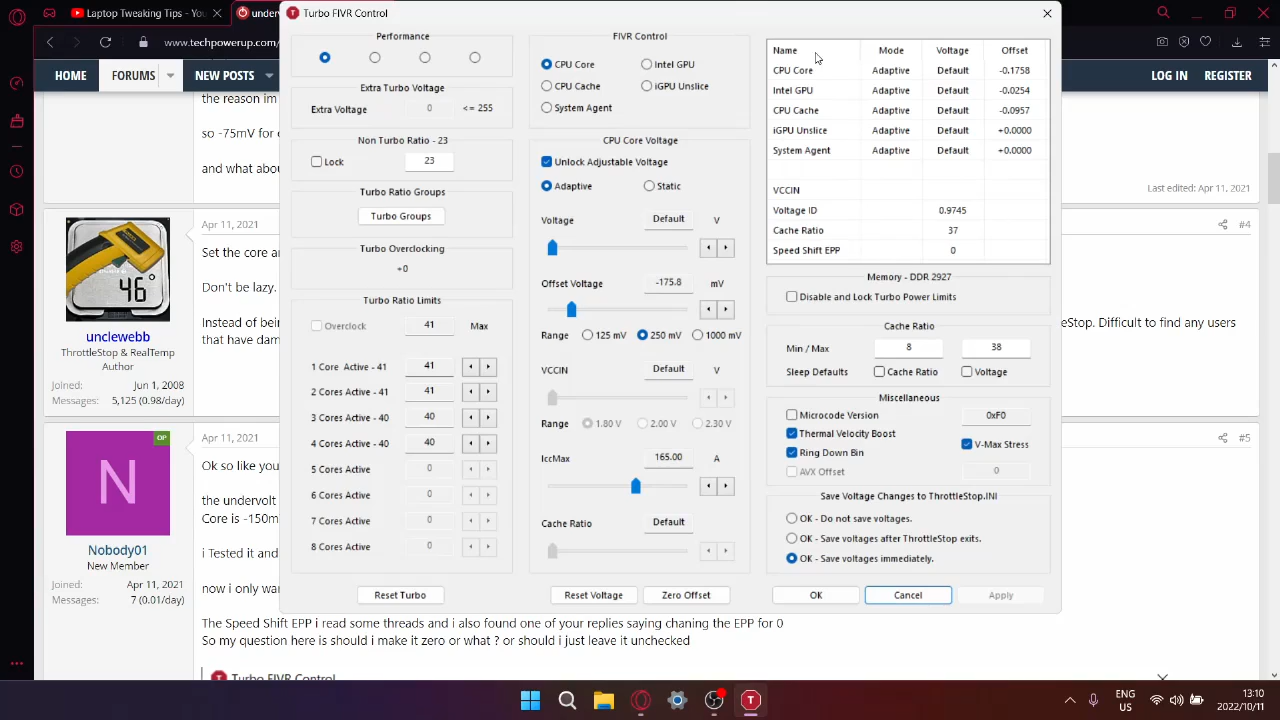 Laptop Tweaking Tips - You
underv
www.techpowerup.com/
HOME
FORUMS
NEW POSTS
LOG IN
REGISTER
the reason im
so -75mV for c
and what abou
Last edited: Apr 11, 2021
Apr 11, 2021
#4
Set the core ar
Don't be lazy.
Instead of bein
that have dam
eStop. Difficult to find any users
46°
unclewebb
ThrottleStop & RealTemp
Author
Joined: Jun 1, 2008
Messages: 5,125 (0.98/day)
OP
N
Nobody01
New Member
Joined: Apr 11, 2021
Messages: 7 (0.01/day)
Apr 11, 2021
#5
Ok so like you
the undervolt
Core is -150m
i Tested it and
now i only wan
The Speed Shift EPP i read some threads and i also found one of your replies saying chaning the EPP for 0
So my question here is should i make it zero or what ? or should i just leave it unchecked
Turbo FIVR Control
Turbo FIVR Control
Performance
Extra Turbo Voltage
Extra Voltage 0 <= 255
Non Turbo Ratio - 23
Lock 23
Turbo Ratio Groups
Turbo Groups
Turbo Overclocking
+0
Turbo Ratio Limits
Overclock 41 Max
1 Core Active - 41 41
2 Cores Active - 41 41
3 Cores Active - 40 40
4 Cores Active - 40 40
5 Cores Active 0
6 Cores Active 0
7 Cores Active 0
8 Cores Active 0
Reset Turbo
FIVR Control
CPU Core Intel GPU
CPU Cache iGPU Unslice
System Agent
CPU Core Voltage
Unlock Adjustable Voltage
Adaptive Static
Voltage Default V
Offset Voltage -175.8 mV
Range 125 mV 250 mV 1000 mV
VCCIN Default V
Range 1.80 V 2.00 V 2.30 V
IccMax 165.00 A
Cache Ratio Default
Reset Voltage Zero Offset
Name Mode Voltage Offset
CPU Core Adaptive Default -0.1758
Intel GPU Adaptive Default -0.0254
CPU Cache Adaptive Default -0.0957
iGPU Unslice Adaptive Default +0.0000
System Agent Adaptive Default +0.0000
VCCIN
Voltage ID 0.9745
Cache Ratio 37
Speed Shift EPP 0
Memory - DDR 2927
Disable and Lock Turbo Power Limits
Cache Ratio
Min / Max 8 38
Sleep Defaults Cache Ratio Voltage
Miscellaneous
Microcode Version 0xF0
Thermal Velocity Boost
V-Max Stress
Ring Down Bin
AVX Offset 0
Save Voltage Changes to ThrottleStop.INI
OK - Do not save voltages.
OK - Save voltages after ThrottleStop exits.
OK - Save voltages immediately.
OK Cancel Apply
ENG
US
13:10
2022/10/11